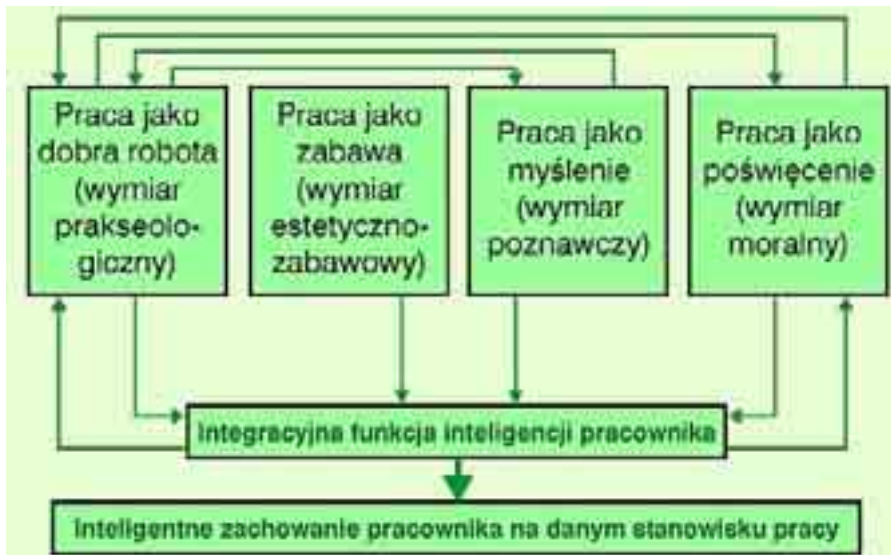 Praca jako
dobra robota
(wymiar
prakseolo-
giczny)
Praca jako
zabawa
(wymiar
estetyczno-
zabawowy)
Praca jako
myślenie
(wymiar
poznawczy)
Praca jako
poświęcenie
(wymiar
moralny)
Integracyjna funkcja inteligencji pracownika
Inteligentne zachowanie pracownika na danym stanowisku pracy